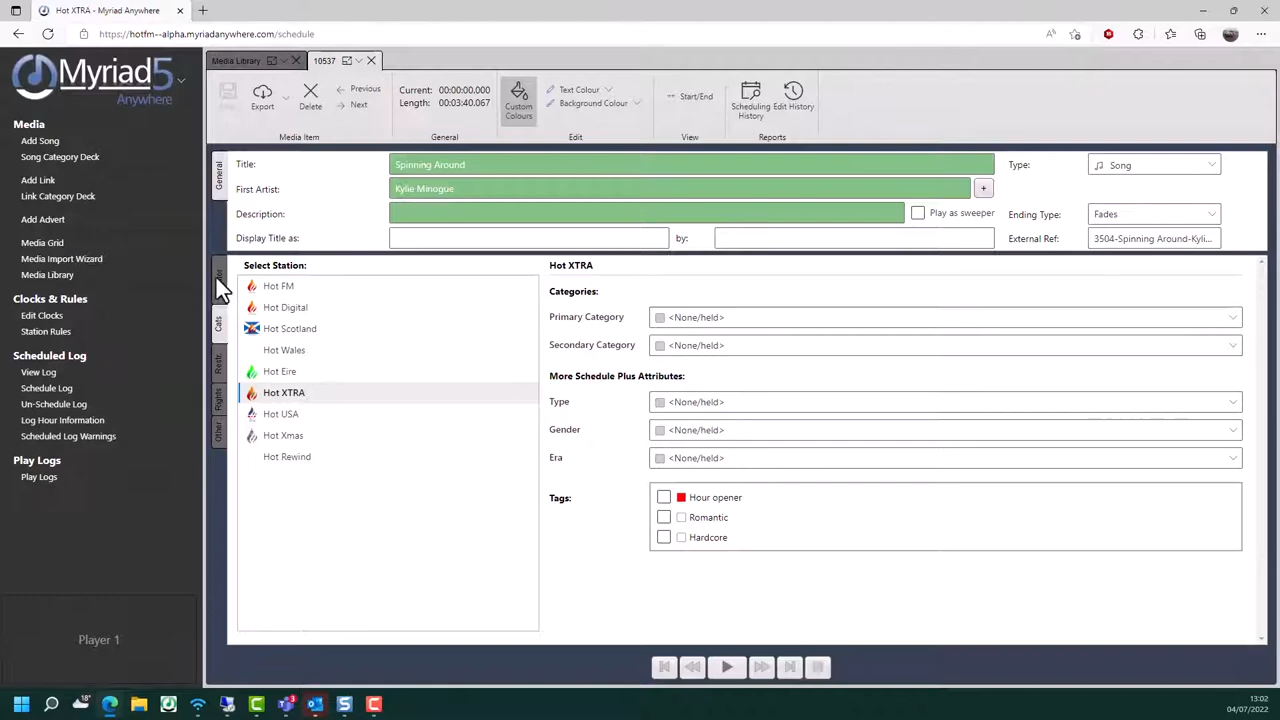 Hot XTRA - Myriad Anywhere
https://hotfm--alpha.myriadanywhere.com/schedule
Myriad5
Anywhere
Media
Add Song
Song Category Deck
Add Link
Link Category Deck
Add Advert
Media Grid
Media Import Wizard
Media Library
Clocks & Rules
Edit Clocks
Station Rules
Scheduled Log
View Log
Schedule Log
Un-Schedule Log
Log Hour Information
Scheduled Log Warnings
Play Logs
Play Logs
Player 1
Media Library
10537
Export
Delete
Previous
Next
Media Item
Current: 00:00:00.000
Length: 00:03:40.067
General
Custom Colours
Text Colour
Background Colour
Edit
Start/End
View
Scheduling History
Edit History
Reports
General
Title: Spinning Around
Type: Song
First Artist: Kylie Minogue
+
Description:
Play as sweeper
Ending Type: Fades
Display Title as:
by:
External Ref: 3504-Spinning Around-Kyli...
Cats
Restr.
Rights
Other
Select Station:
Hot FM
Hot Digital
Hot Scotland
Hot Wales
Hot Eire
Hot XTRA
Hot USA
Hot Xmas
Hot Rewind
Hot XTRA
Categories:
Primary Category <None/held>
Secondary Category <None/held>
More Schedule Plus Attributes:
Type <None/held>
Gender <None/held>
Era <None/held>
Tags:
Hour opener
Romantic
Hardcore
18°
3
13:02
04/07/2022